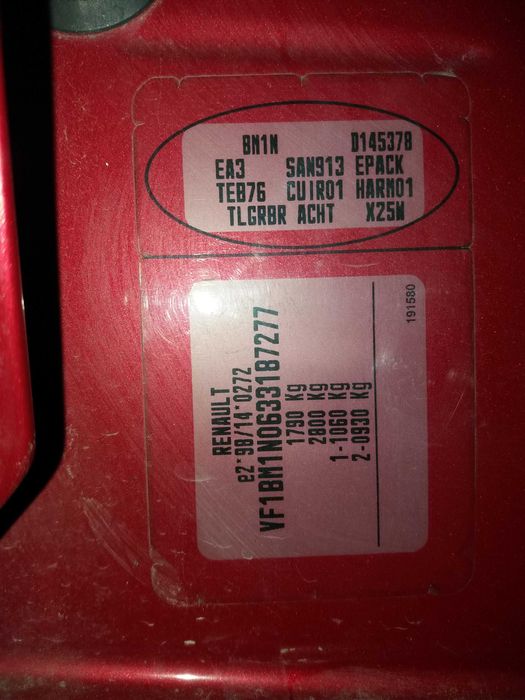 BM1N D145378
EA3 SAN913 EPACK
TEB76 CUIR01 HARM01
TLGRBR ACHT X25W
RENAULT
e2*98/14*0272
VF1BM1N0633187277
1790 Kg
2800 Kg
1-1060 Kg
2-0930 Kg
191580